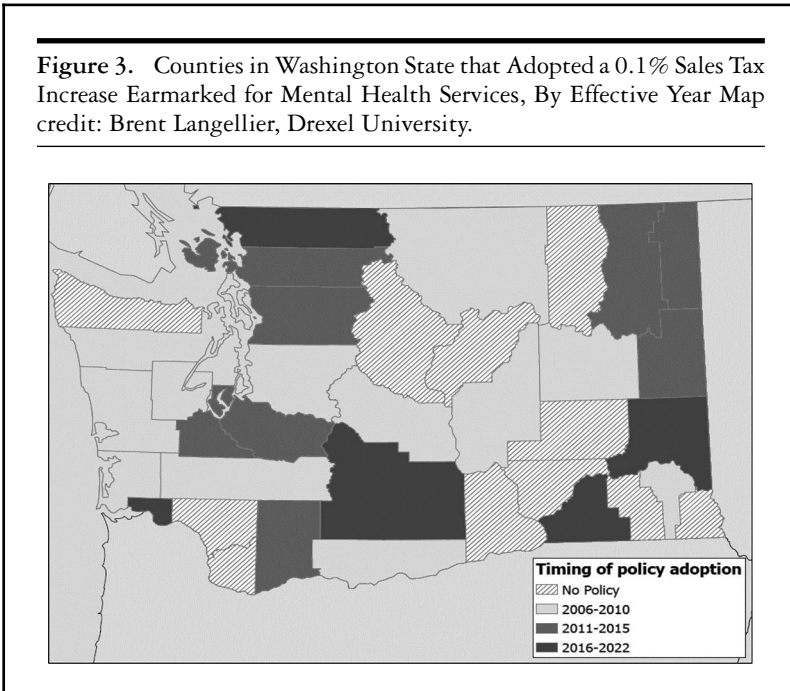 Figure 3. Counties in Washington State that Adopted a 0.1% Sales Tax
Increase Earmarked for Mental Health Services, By Effective Year Map
credit: Brent Langellier, Drexel University.
Timing of policy adoption
No Policy
2006-2010
2011-2015
2016-2022